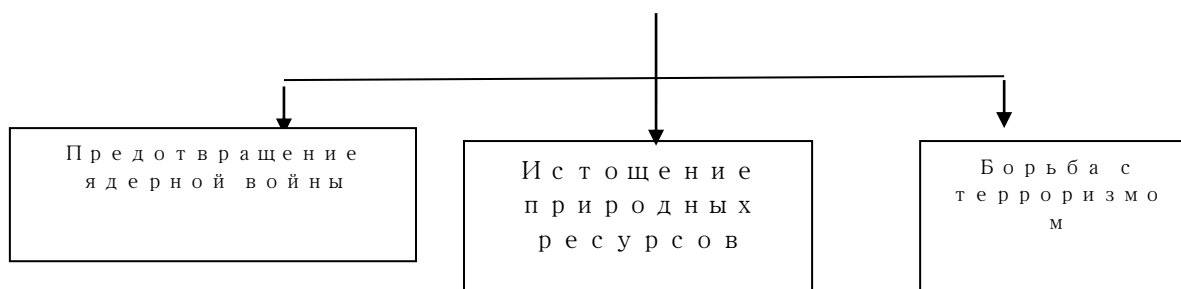 Предотвращение
ядерной войны
Истощение
природных
ресурсов
Борьба с
терроризмо
м